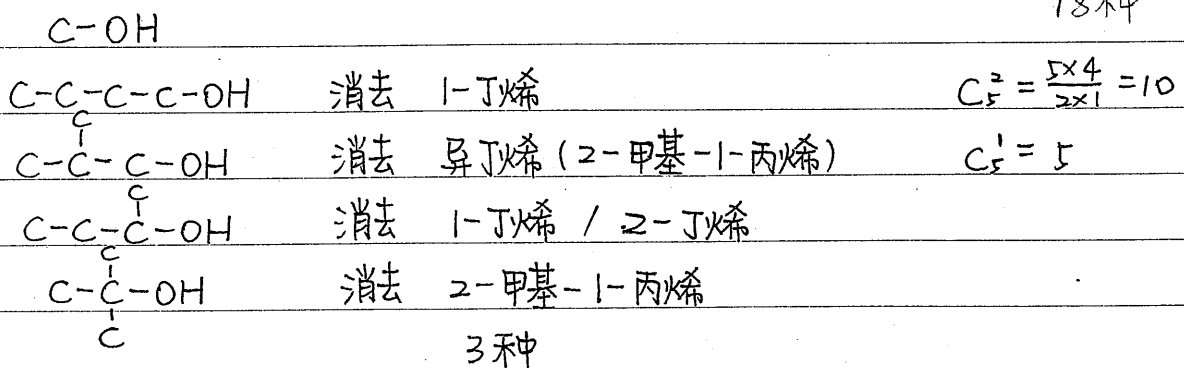 18种
C-OH
C-C-C-C-OH 消去 1-丁烯 C₅² = 5×4/2×1 = 10
C
C-C-C-OH 消去 异丁烯(2-甲基-1-丙烯) C₅¹ = 5
C
C-C-C-OH 消去 1-丁烯 / 2-丁烯
C
C-C-OH 消去 2-甲基-1-丙烯
C
3种